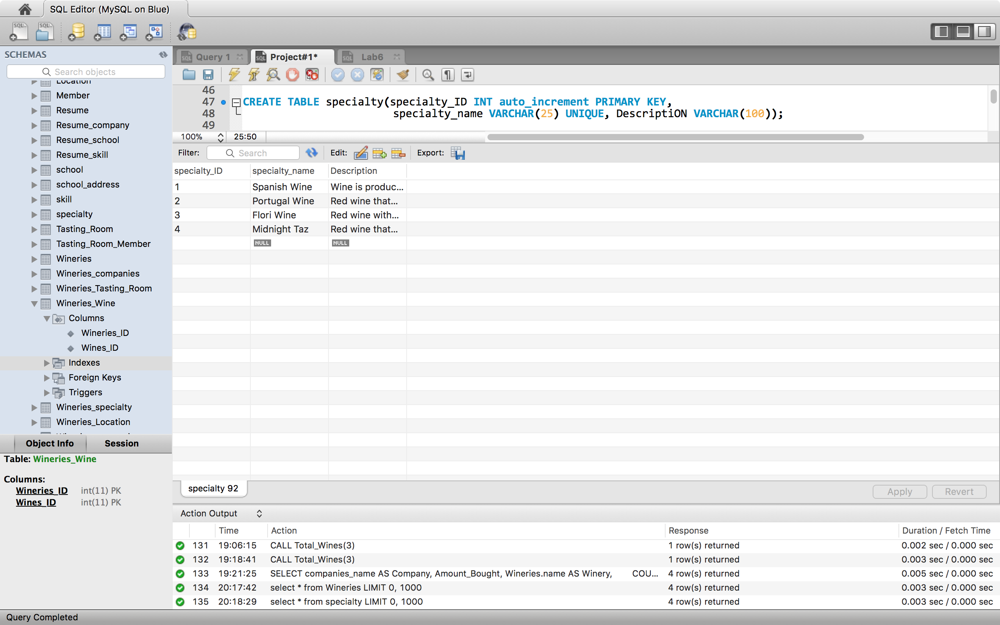 SQL Editor (MySQL on Blue)
SQL
SQL
SCHEMAS
Search objects
Location
Member
Resume
Resume_company
Resume_school
Resume_skill
school
school_address
skill
specialty
Tasting_Room
Tasting_Room_Member
Wineries
Wineries_companies
Wineries_Tasting_Room
Wineries_Wine
Columns
Wineries_ID
Wines_ID
Indexes
Foreign Keys
Triggers
Wineries_specialty
Wineries_Location
Object Info Session
Table: Wineries_Wine
Columns:
Wineries_ID int(11) PK
Wines_ID int(11) PK
SQL Query 1 SQL Project#1* SQL Lab6
46
47 CREATE TABLE specialty(specialty_ID INT auto_increment PRIMARY KEY,
48 specialty_name VARCHAR(25) UNIQUE, DescriptiON VARCHAR(100));
49
100% 25:50
Filter: Search Edit: Export:
specialty_ID specialty_name Description
1 Spanish Wine Wine is produc...
2 Portugal Wine Red wine that...
3 Flori Wine Red wine with...
4 Midnight Taz Red wine that...
NULL NULL
specialty 92
Apply Revert
Action Output
Time Action Response Duration / Fetch Time
131 19:06:15 CALL Total_Wines(3) 1 row(s) returned 0.002 sec / 0.000 sec
132 19:18:41 CALL Total_Wines(3) 1 row(s) returned 0.003 sec / 0.000 sec
133 19:21:25 SELECT companies_name AS Company, Amount_Bought, Wineries.name AS Winery, COU... 4 row(s) returned 0.005 sec / 0.000 sec
134 20:17:42 select * from Wineries LIMIT 0, 1000 4 row(s) returned 0.003 sec / 0.000 sec
135 20:18:29 select * from specialty LIMIT 0, 1000 4 row(s) returned 0.003 sec / 0.000 sec
Query Completed